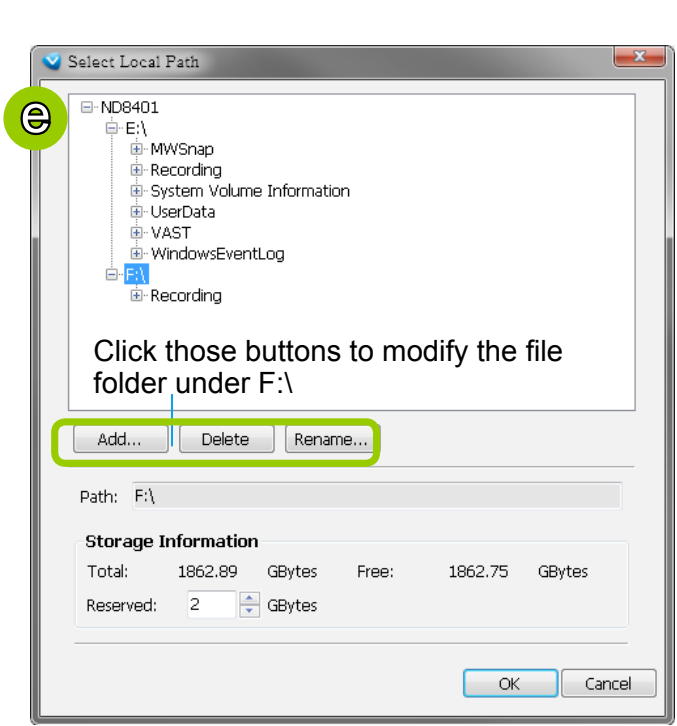 Select Local Path
e
ND8401
E:\
MWSnap
Recording
System Volume Information
UserData
VAST
WindowsEventLog
F:\
Recording
Click those buttons to modify the file
folder under F:\
Add... Delete Rename...
Path: F:\
Storage Information
Total: 1862.89 GBytes Free: 1862.75 GBytes
Reserved: 2 GBytes
OK Cancel